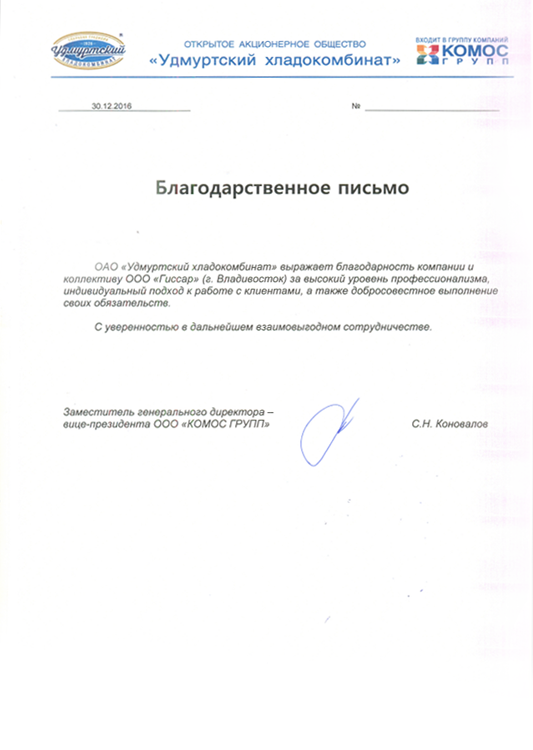 Удмуртский
ХЛАДОКОМБИНАТ
ОТКРЫТОЕ АКЦИОНЕРНОЕ ОБЩЕСТВО
«Удмуртский хладокомбинат»
ВХОДИТ В ГРУППУ КОМПАНИЙ
КОМОС
ГРУПП
30.12.2016
№
Благодарственное письмо
ОАО «Удмуртский хладокомбинат» выражает благодарность компании и
коллективу ООО «Гиссар» (г. Владивосток) за высокий уровень профессионализма,
индивидуальный подход к работе с клиентами, а также добросовестное выполнение
своих обязательств.
С уверенностью в дальнейшем взаимовыгодном сотрудничестве.
Заместитель генерального директора –
вице-президента ООО «КОМОС ГРУПП»
С.Н. Коновалов